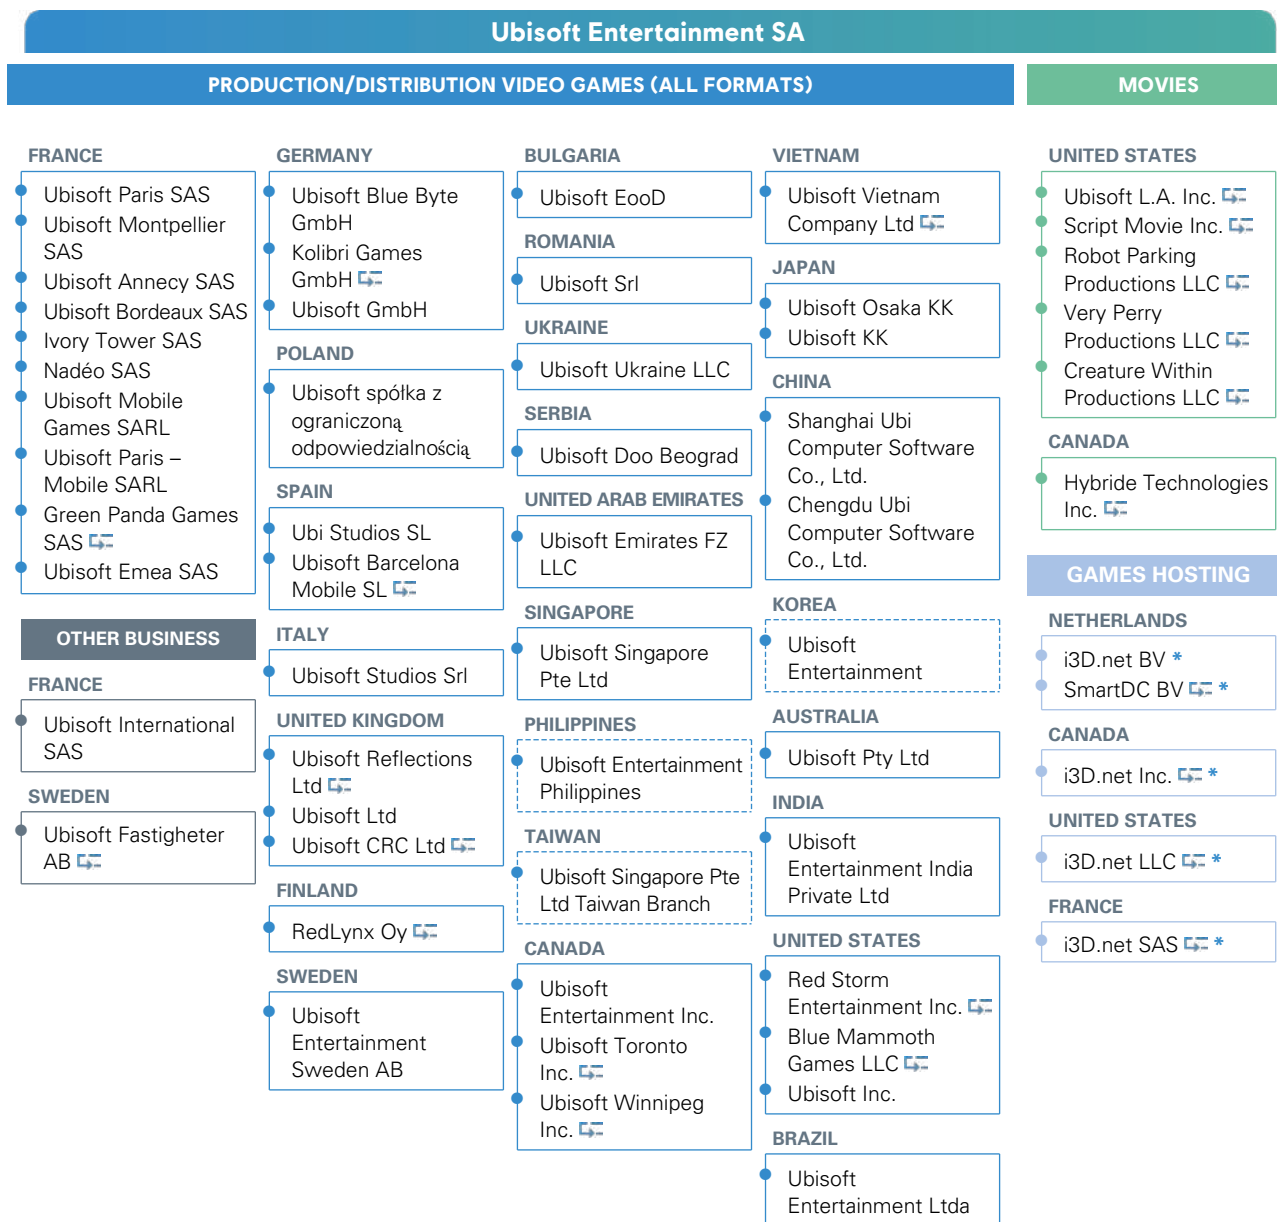 Ubisoft Entertainment SA
PRODUCTION/DISTRIBUTION VIDEO GAMES (ALL FORMATS)
FRANCE
Ubisoft Paris SAS
Ubisoft Montpellier
SAS
Ubisoft Annecy SAS
Ubisoft Bordeaux SAS
Ivory Tower SAS
Nadéo SAS
Ubisoft Mobile
Games SARL
Ubisoft Paris –
Mobile SARL
Green Panda Games
SAS
Ubisoft Emea SAS
OTHER BUSINESS
FRANCE
Ubisoft International
SAS
SWEDEN
Ubisoft Fastigheter
AB
GERMANY
Ubisoft Blue Byte
GmbH
Kolibri Games
GmbH
Ubisoft GmbH
POLAND
Ubisoft spółka z
ograniczoną
odpowiedzialnością
SPAIN
Ubi Studios SL
Ubisoft Barcelona
Mobile SL
ITALY
Ubisoft Studios Srl
UNITED KINGDOM
Ubisoft Reflections
Ltd
Ubisoft Ltd
Ubisoft CRC Ltd
FINLAND
RedLynx Oy
SWEDEN
Ubisoft
Entertainment
Sweden AB
BULGARIA
Ubisoft EooD
ROMANIA
Ubisoft Srl
UKRAINE
Ubisoft Ukraine LLC
SERBIA
Ubisoft Doo Beograd
UNITED ARAB EMIRATES
Ubisoft Emirates FZ
LLC
SINGAPORE
Ubisoft Singapore
Pte Ltd
PHILIPPINES
Ubisoft Entertainment
Philippines
TAIWAN
Ubisoft Singapore Pte
Ltd Taiwan Branch
CANADA
Ubisoft
Entertainment Inc.
Ubisoft Toronto
Inc.
Ubisoft Winnipeg
Inc.
VIETNAM
Ubisoft Vietnam
Company Ltd
JAPAN
Ubisoft Osaka KK
Ubisoft KK
CHINA
Shanghai Ubi
Computer Software
Co., Ltd.
Chengdu Ubi
Computer Software
Co., Ltd.
KOREA
Ubisoft
Entertainment
AUSTRALIA
Ubisoft Pty Ltd
INDIA
Ubisoft
Entertainment India
Private Ltd
UNITED STATES
Red Storm
Entertainment Inc.
Blue Mammoth
Games LLC
Ubisoft Inc.
BRAZIL
Ubisoft
Entertainment Ltda
MOVIES
UNITED STATES
Ubisoft L.A. Inc.
Script Movie Inc.
Robot Parking
Productions LLC
Very Perry
Productions LLC
Creature Within
Productions LLC
CANADA
Hybride Technologies
Inc.
GAMES HOSTING
NETHERLANDS
i3D.net BV *
SmartDC BV *
CANADA
i3D.net Inc. *
UNITED STATES
i3D.net LLC *
FRANCE
i3D.net SAS *